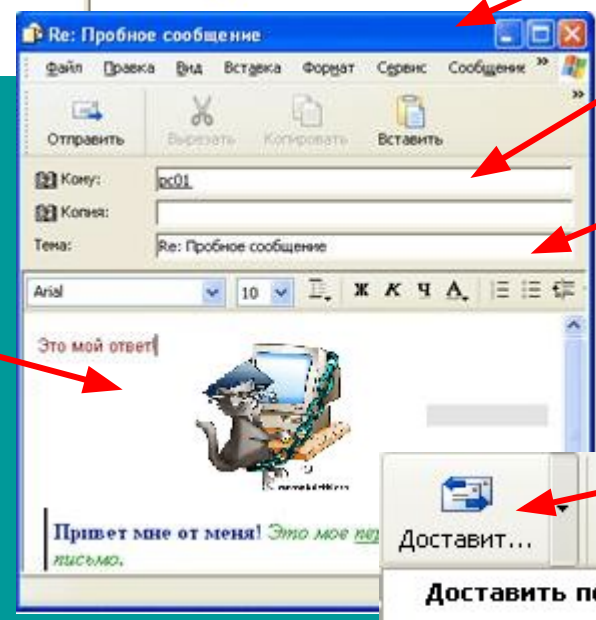 Re: Пробное сообщение
Файл Правка Вид Вставка Формат Сервис Сообщение »
»
Отправить Вырезать Копировать Вставить
Кому: pc01
Копия:
Тема: Re: Пробное сообщение
Arial 10 Ж К Ч А
Это мой ответ!
Привет мне от меня! Это мое
письмо.
Доставит...
Доставить